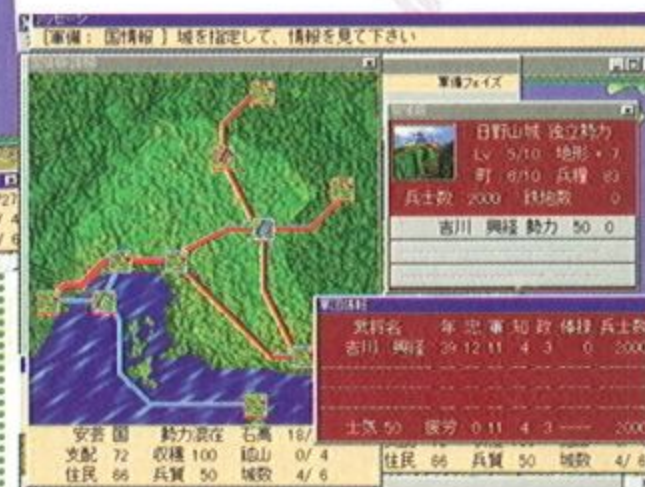 メッセージ
【軍備： 国情報 】城を指定して、情報を見て下さい
軍備フェイズ
日野山城 独立勢力
Lv 5/10 地形 + 7
町 6/10 兵糧 83
兵士数 2000 鉄砲数 0
吉川 興経 勢力 50 0
軍団情報
武将名 年 忠 軍 知 政 俸禄 兵士数
吉川 興経 39 12 11 4 3 0 2000
士気 50 疲労 0 11 4 3 ---- 2000
安芸 国 勢力混在 石高 18/
支配 72 収穫 100 鉱山 0/ 4
住民 66 兵質 50 城数 4/ 6
住民 66 兵質 50 城数 4/ 6